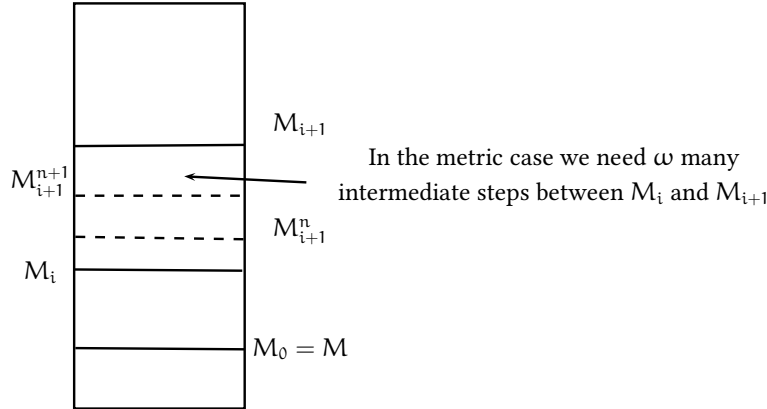 M_{i+1}
In the metric case we need ω many
M_{i+1}^{n+1}
intermediate steps between M_i and M_{i+1}
M_{i+1}^n
M_i
M_0 = M